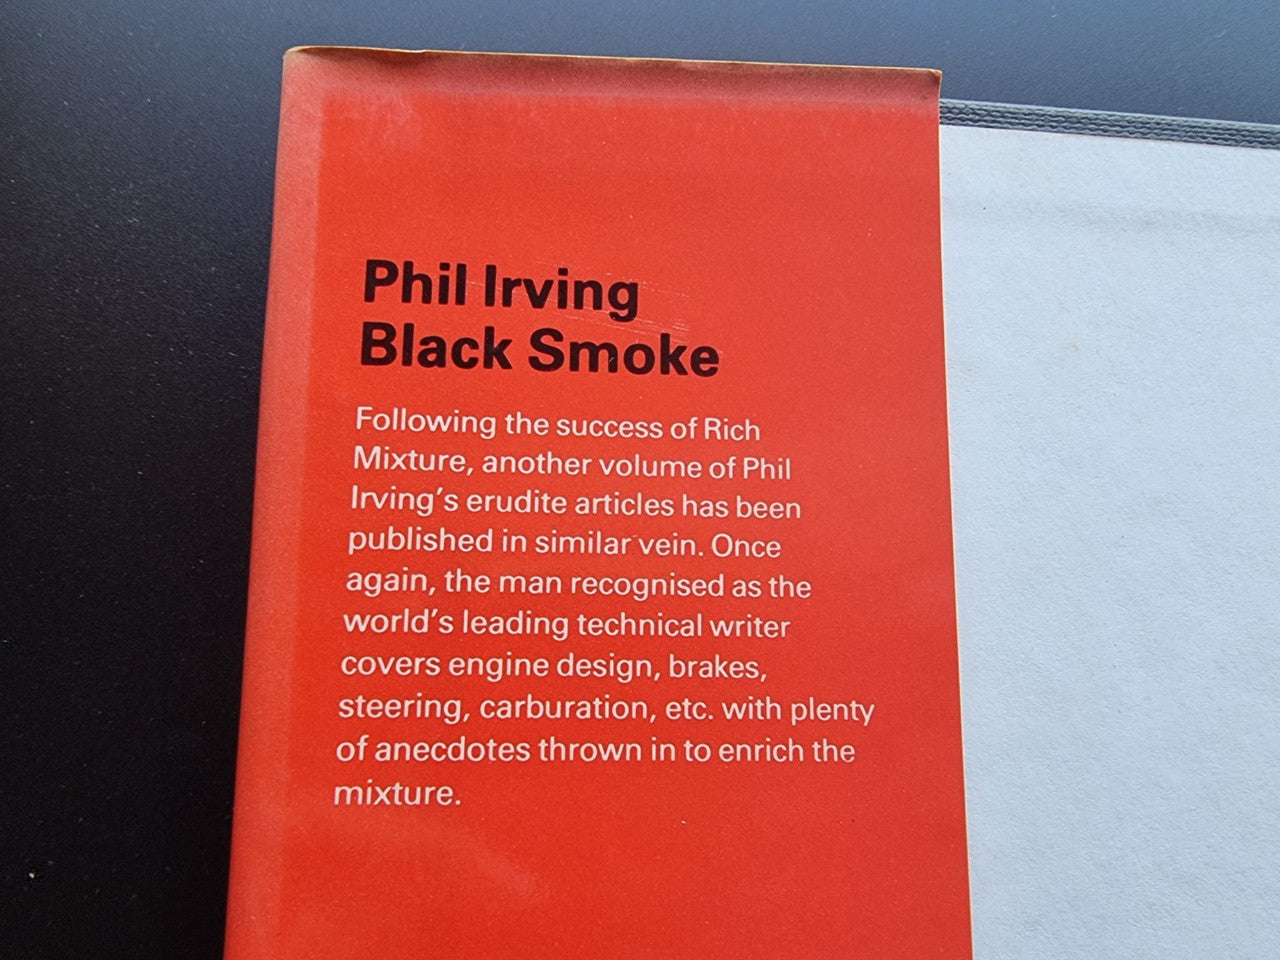 Phil Irving
Black Smoke
Following the success of Rich
Mixture, another volume of Phil
Irving's erudite articles has been
published in similar vein. Once
again, the man recognised as the
world's leading technical writer
covers engine design, brakes,
steering, carburation, etc. with plenty
of anecdotes thrown in to enrich the
mixture.